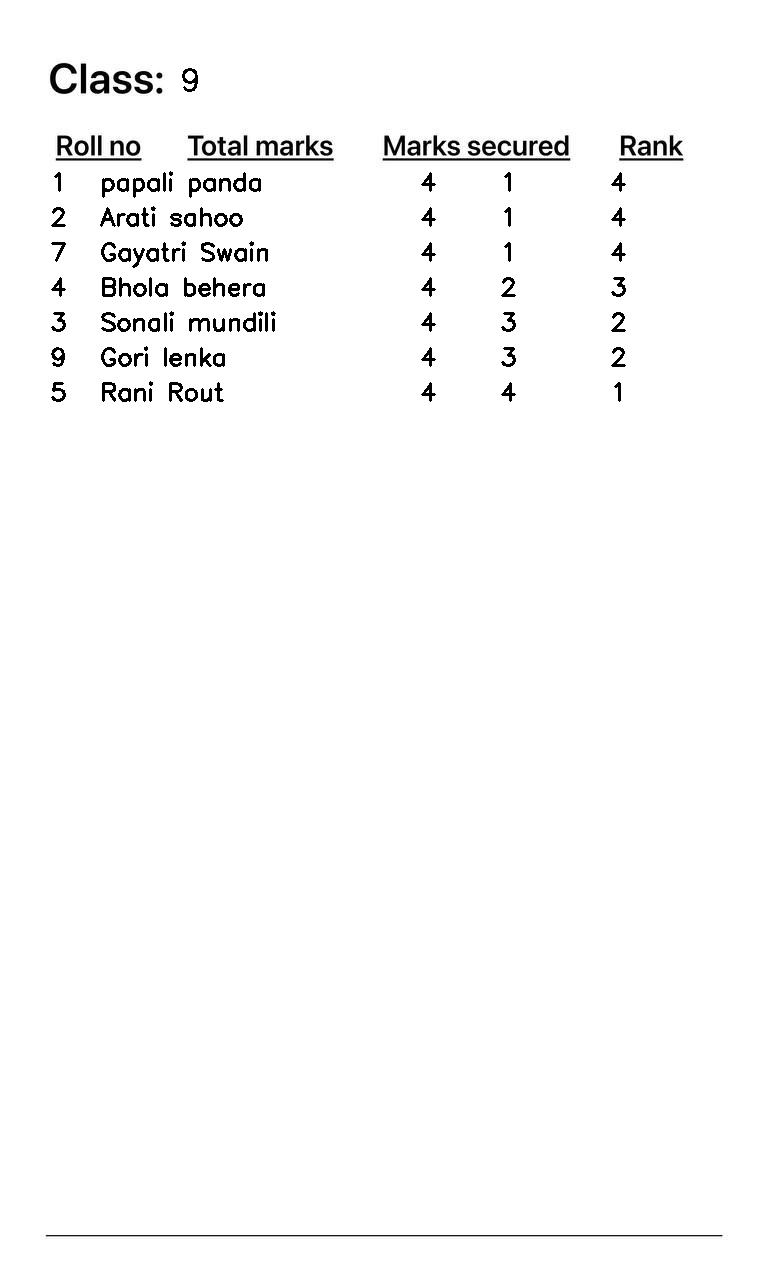 Class: 9
Roll no Total marks Marks secured Rank
1 papali panda 4 1 4
2 Arati sahoo 4 1 4
7 Gayatri Swain 4 1 4
4 Bhola behera 4 2 3
3 Sonali mundili 4 3 2
9 Gori lenka 4 3 2
5 Rani Rout 4 4 1